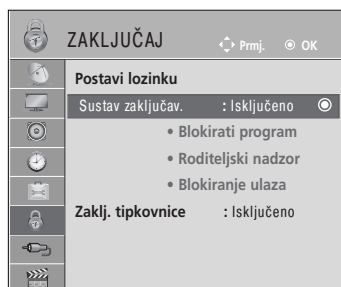 ZAKLJUČAJ Prmj. OK
Postavi lozinku
Sustav zaključav. : Isključeno
• Blokirati program
• Roditeljski nadzor
• Blokiranje ulaza
Zaklj. tipkovnice : Isključeno